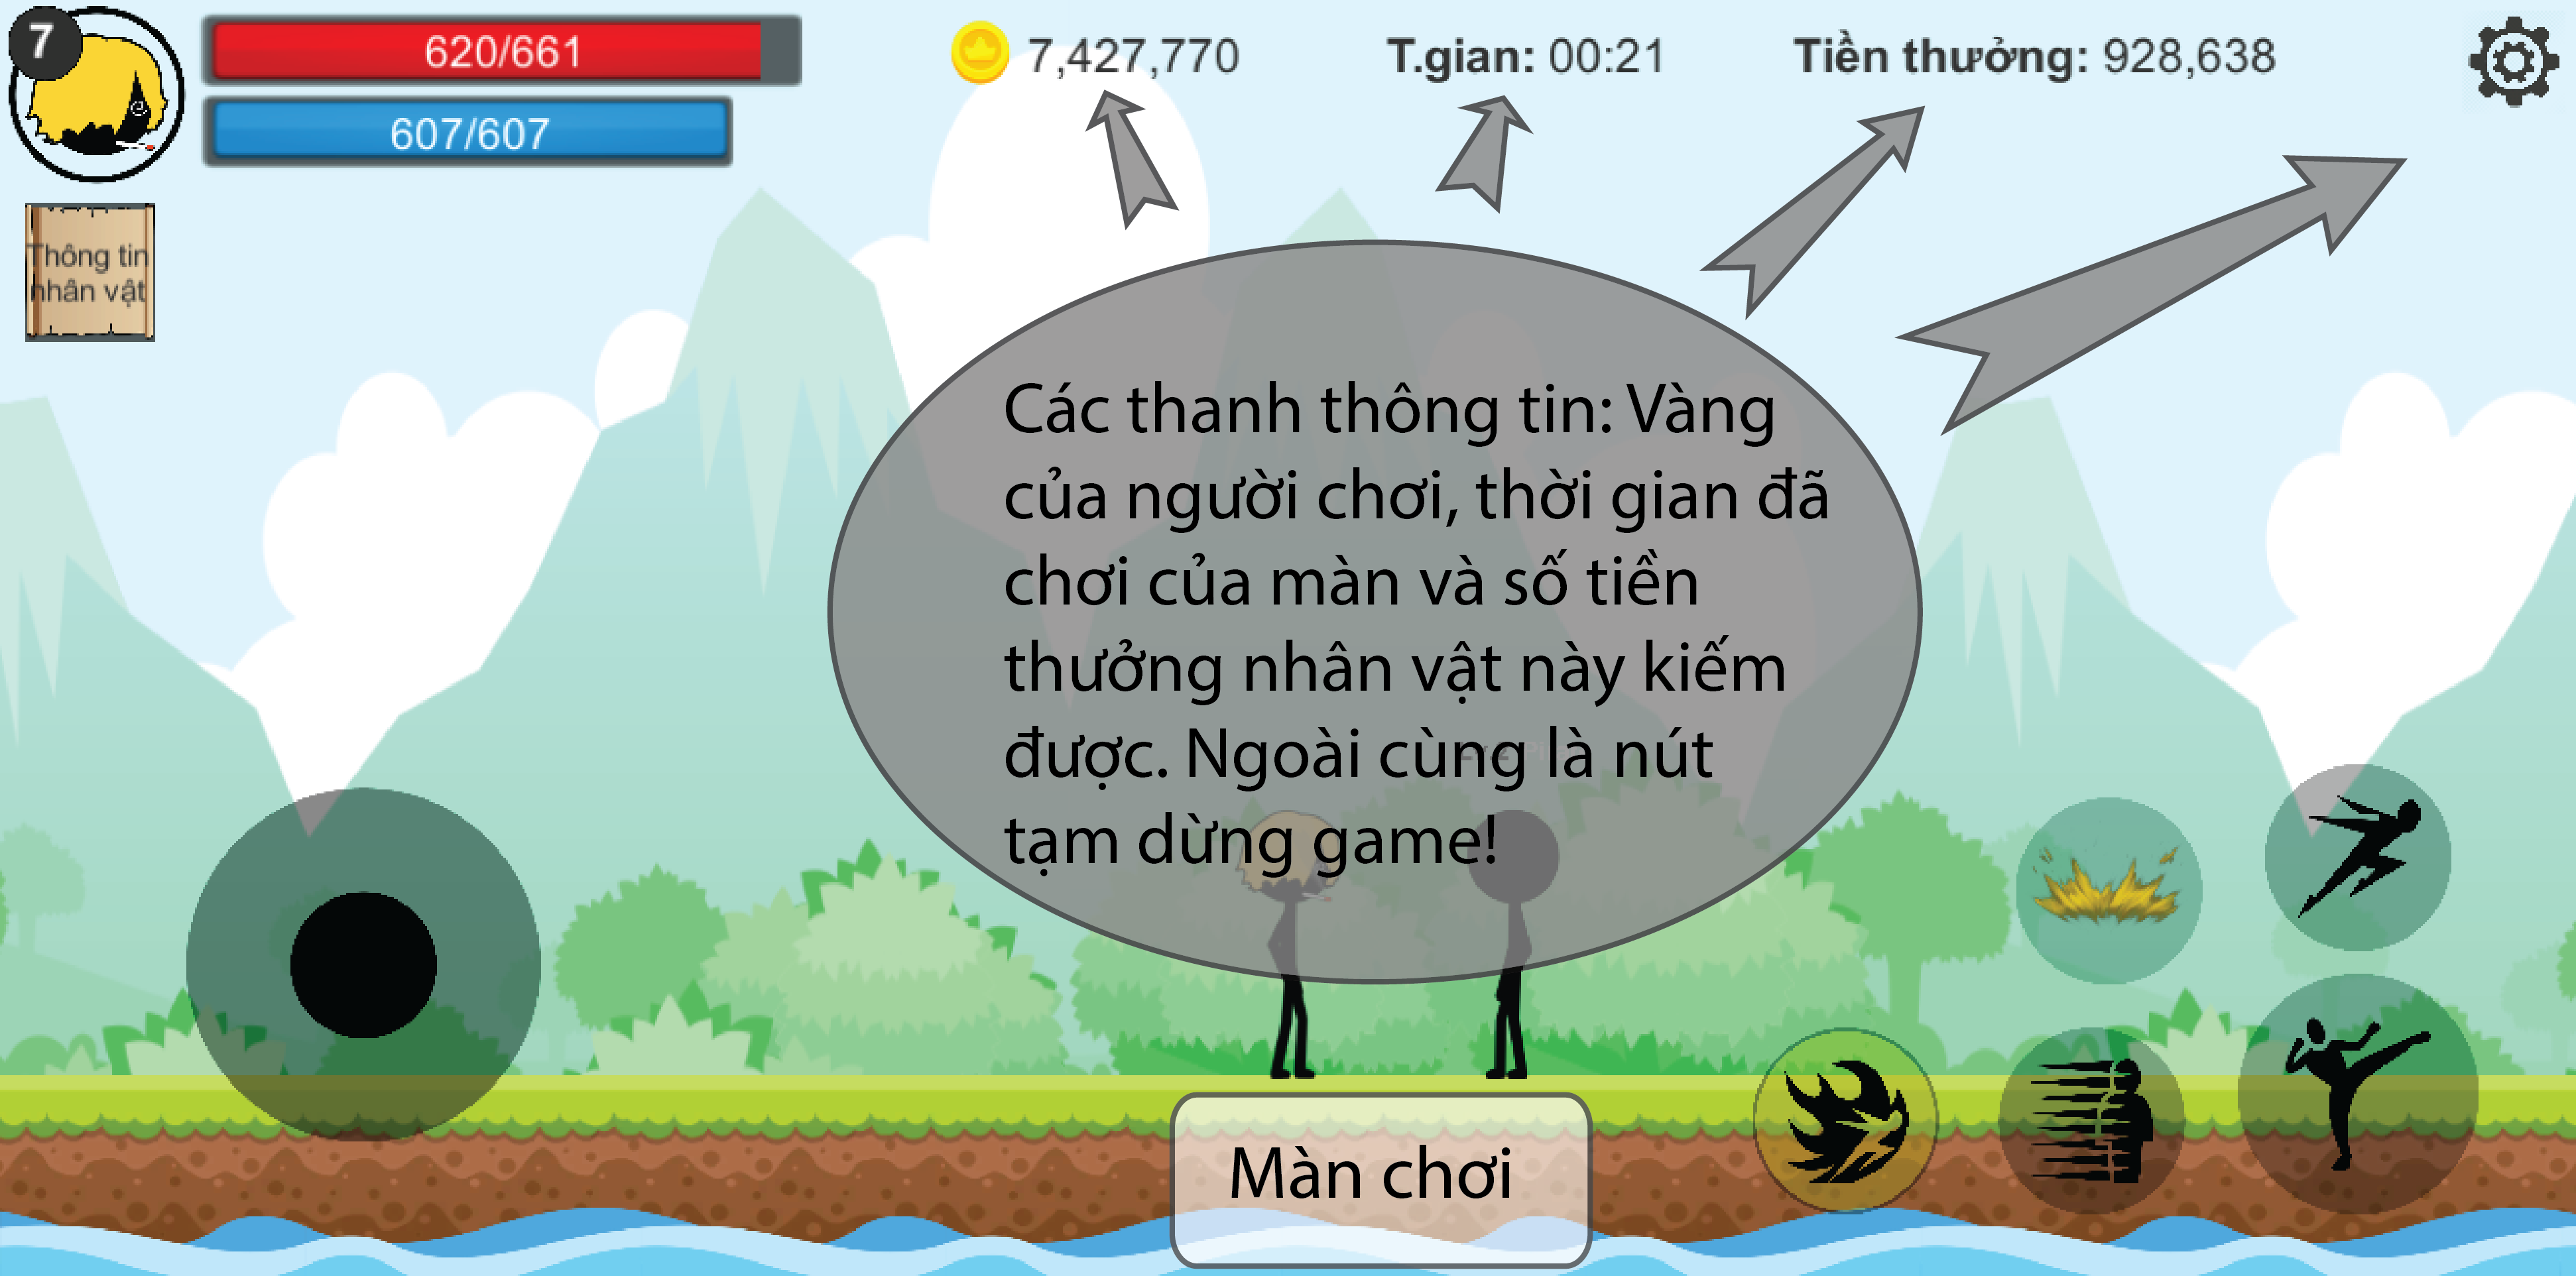 7
620/661
607/607
7,427,770
T.gian: 00:21
Tiền thưởng: 928,638
Thông tin
nhân vật
Các thanh thông tin: Vàng
của người chơi, thời gian đã
chơi của màn và số tiền
thưởng nhân vật này kiếm
được. Ngoài cùng là nút
tạm dừng game!
Màn chơi